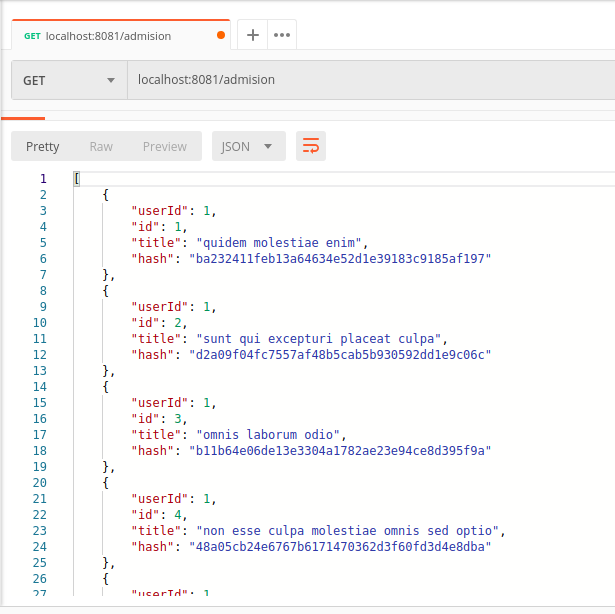 GET localhost:8081/admision
GET localhost:8081/admision
Pretty Raw Preview JSON
1 [
2 {
3 "userId": 1,
4 "id": 1,
5 "title": "quidem molestiae enim",
6 "hash": "ba232411feb13a64634e52d1e39183c9185af197"
7 },
8 {
9 "userId": 1,
10 "id": 2,
11 "title": "sunt qui excepturi placeat culpa",
12 "hash": "d2a09f04fc7557af48b5cab5b930592dd1e9c06c"
13 },
14 {
15 "userId": 1,
16 "id": 3,
17 "title": "omnis laborum odio",
18 "hash": "b11b64e06de13e3304a1782ae23e94ce8d395f9a"
19 },
20 {
21 "userId": 1,
22 "id": 4,
23 "title": "non esse culpa molestiae omnis sed optio",
24 "hash": "48a05cb24e6767b6171470362d3f60fd3d4e8dba"
25 },
26 {
27 "userId": 1